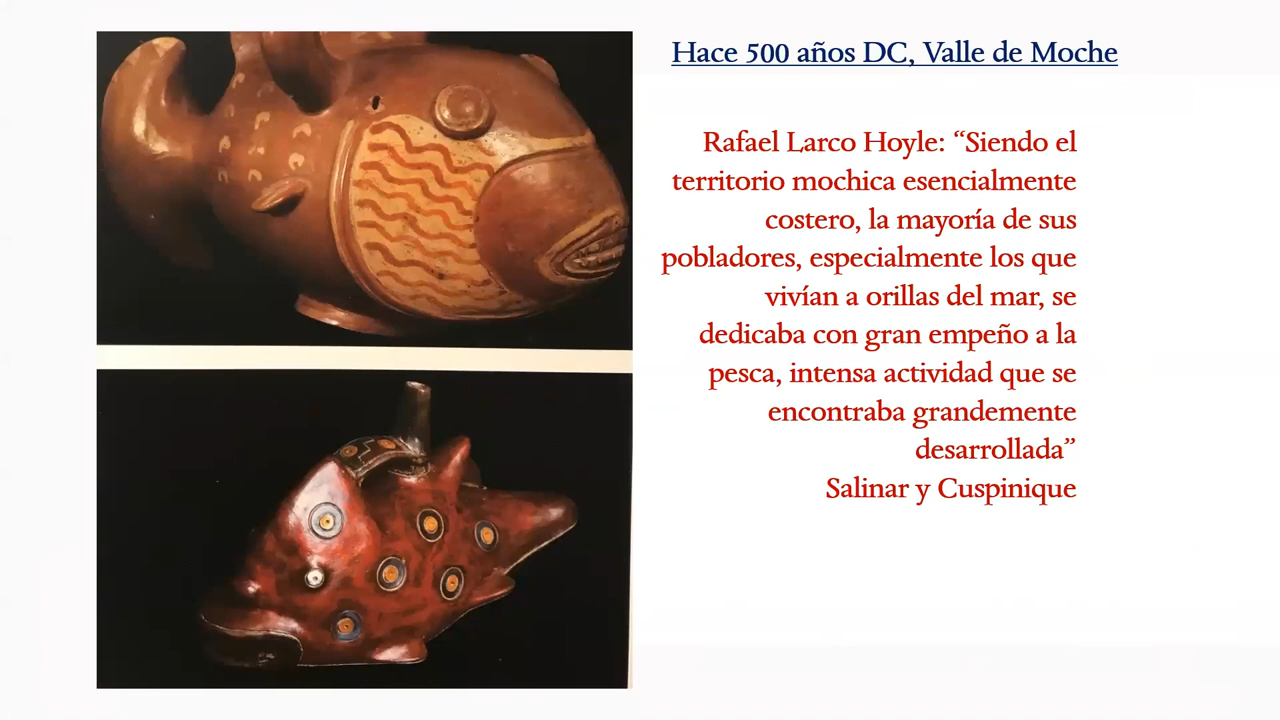 Hace 500 años DC, Valle de Moche
Rafael Larco Hoyle: “Siendo el
territorio mochica esencialmente
costero, la mayoría de sus
pobladores, especialmente los que
vivían a orillas del mar, se
dedicaba con gran empeño a la
pesca, intensa actividad que se
encontraba grandemente
desarrollada”
Salinar y Cuspinique